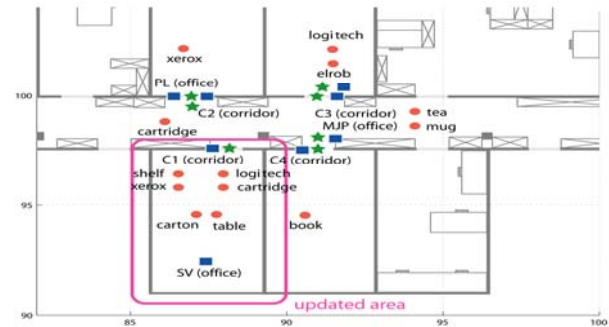 xerox
logitech
elrob
PL (office)
100
C2 (corridor)
C3 (corridor)
tea
MJP (office)
mug
cartridge
C1 (corridor)
C4 (corridor)
shelf
logitech
xerox
cartridge
95
carton
table
book
SV (office)
updated area
90
85
90
95
100